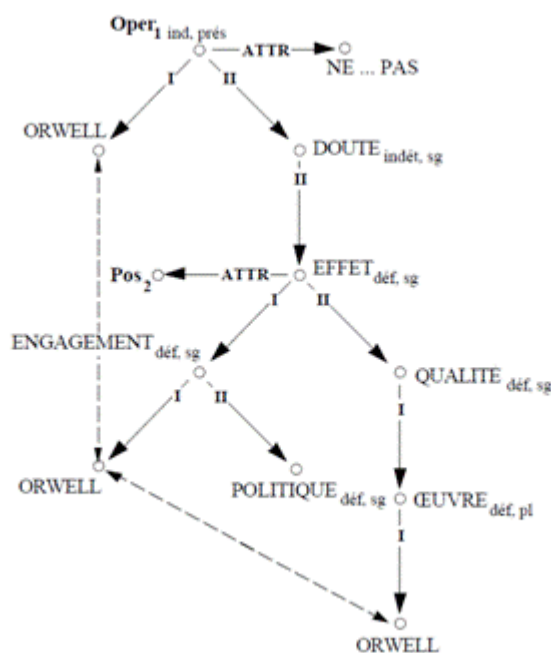 Oper1 ind, prés
ATTR
NE ... PAS
I II
ORWELL
DOUTE indét, sg
II
Pos2
ATTR
EFFET déf, sg
I II
ENGAGEMENT déf, sg
QUALITÉ déf, sg
I II
I
ORWELL
POLITIQUE déf, sg
ŒUVRE déf, pl
I
ORWELL